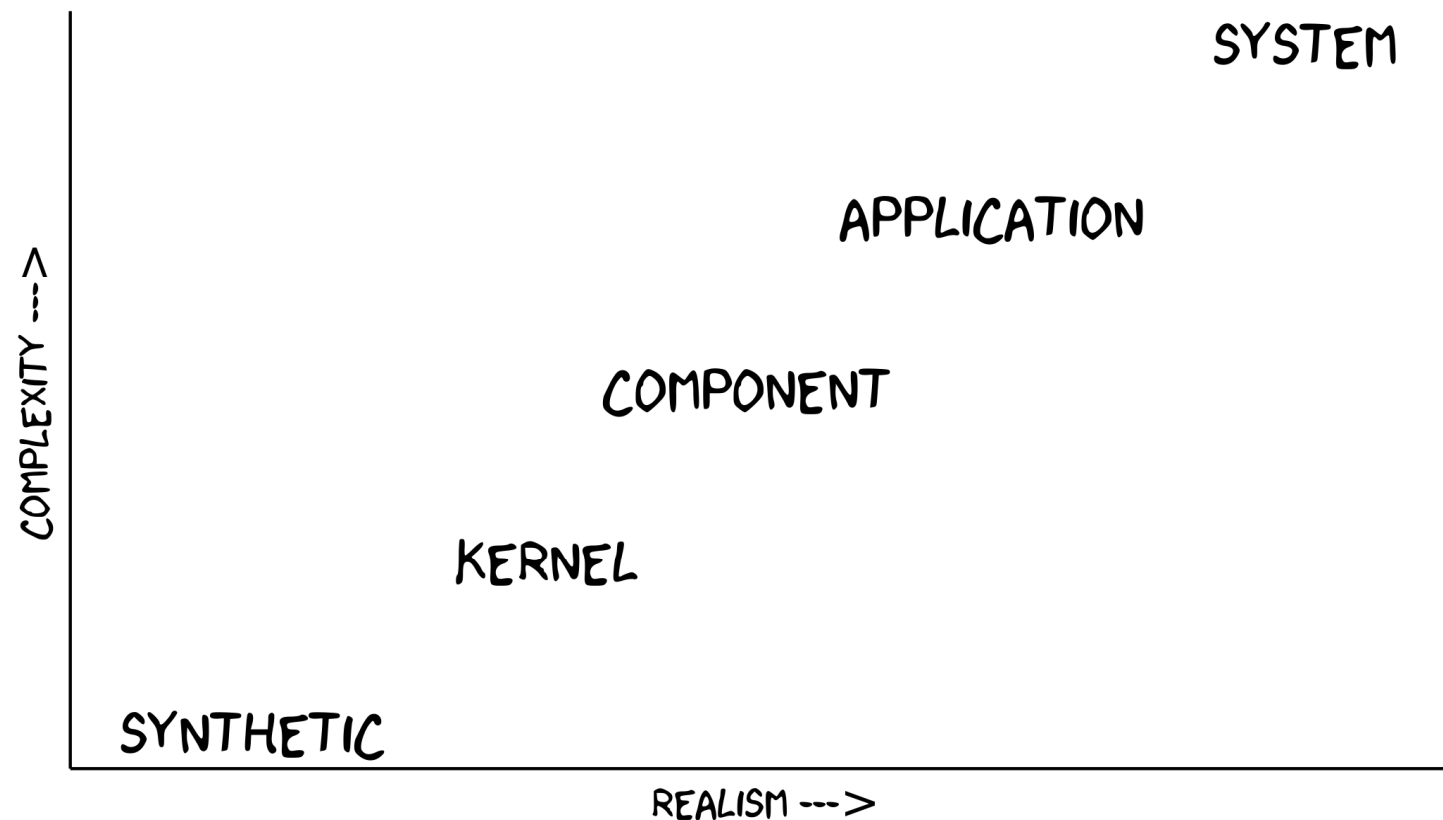 SYSTEM
APPLICATION
COMPONENT
KERNEL
SYNTHETIC
COMPLEXITY --->
REALISM --->